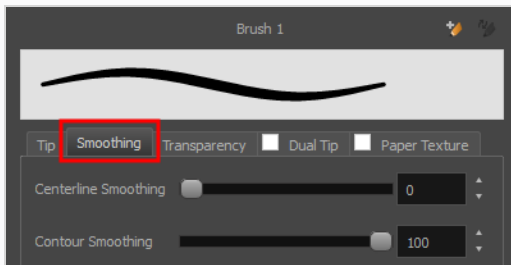 Brush 1
Tip Smoothing Transparency Dual Tip Paper Texture
Centerline Smoothing 0
Contour Smoothing 100